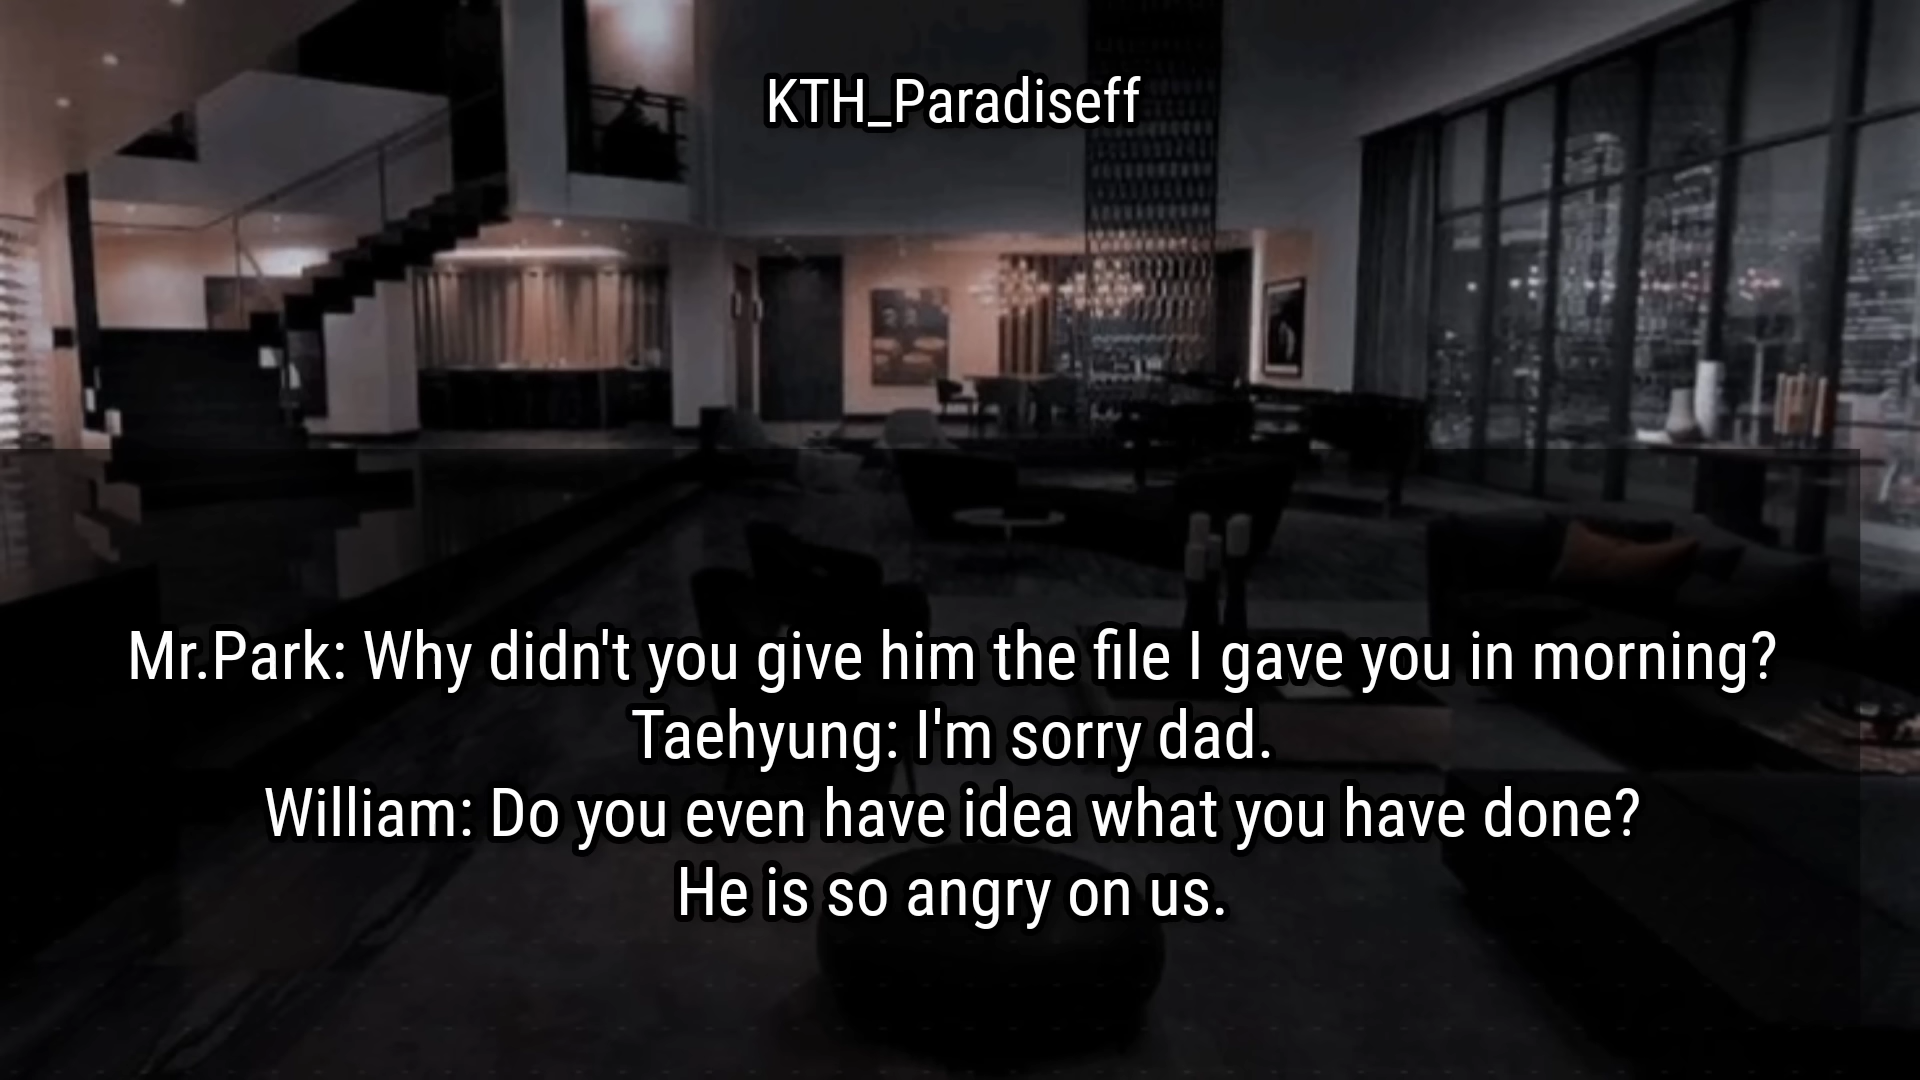 KTH_Paradiseff
Mr.Park: Why didn't you give him the file I gave you in morning?
Taehyung: I'm sorry dad.
William: Do you even have idea what you have done?
He is so angry on us.